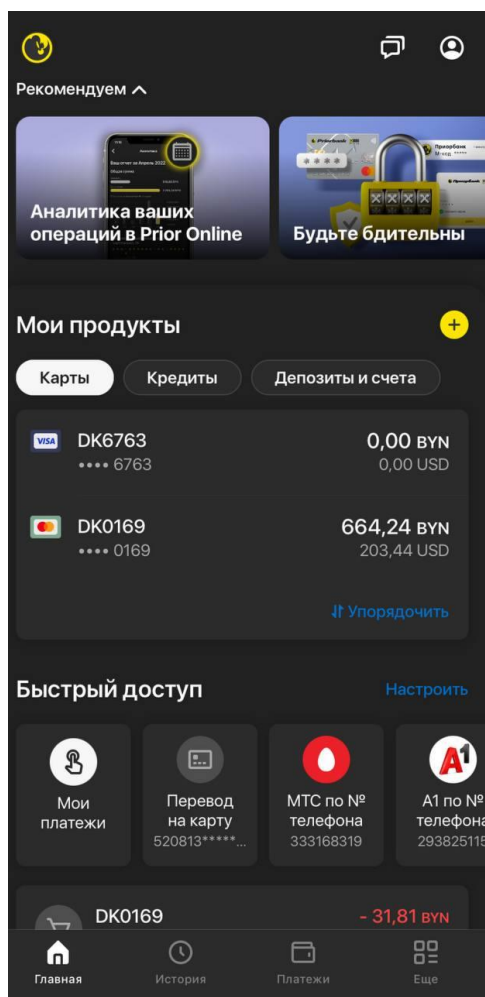 Рекомендуем
Аналитика ваших
операций в Prior Online
Будьте бдительны
Мои продукты
Карты
Кредиты
Депозиты и счета
VISA DK6763 0,00 BYN
•••• 6763 0,00 USD
DK0169 664,24 BYN
•••• 0169 203,44 USD
Упорядочить
Быстрый доступ Настроить
Мои
платежи
Перевод
на карту
520813*****...
МТС по №
телефона
333168319
A1
А1 по №
телефона
293825115
DK0169 - 31,81 BYN
Главная
История
Платежи
Еще